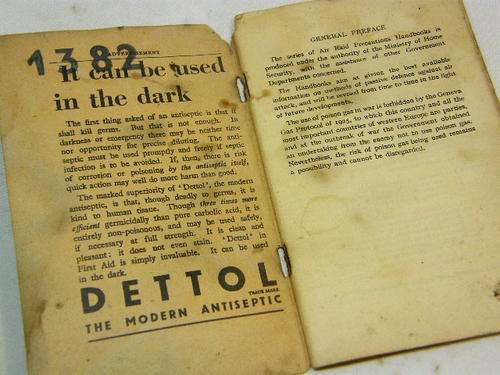 1382
ADVERTISEMENT
It can be used
in the dark
The first thing asked of an antiseptic is that it
shall kill germs. But that is not enough. In
darkness or emergency there may be neither time
nor opportunity for precise diluting. The anti-
septic must be used promptly and freely if septic
infection is to be avoided. If, then, there is risk
of corrosion or poisoning by the antiseptic itself,
quick action may well do more harm than good.
The marked superiority of 'Dettol', the modern
antiseptic, is that, though deadly to germs, it is
kind to human tissue. Though three times more
efficient germicidally than pure carbolic acid, it is
entirely non-poisonous, and may be used safely,
if necessary at full strength. It is clean and
pleasant: it does not even stain. 'Dettol' in
First Aid is simply invaluable. It can be used
in the dark.
DETTOL
TRADE MARK
THE MODERN ANTISEPTIC
GENERAL PREFACE
The series of Air Raid Precautions Handbooks is
produced under the authority of the Ministry of Home
Security, with the assistance of other Government
Departments concerned.
The Handbooks aim at giving the best available
information on methods of passive defence against air
attack, and will be revised from time to time in the light
of future developments.
The use of poison gas in war is forbidden by the Geneva
Gas Protocol of 1925, to which this country and all the
most important countries of Western Europe are parties,
and at the outbreak of war the Government obtained
an undertaking from the enemy not to use poison gas.
Nevertheless, the risk of poison gas being used remains
a possibility and cannot be disregarded.